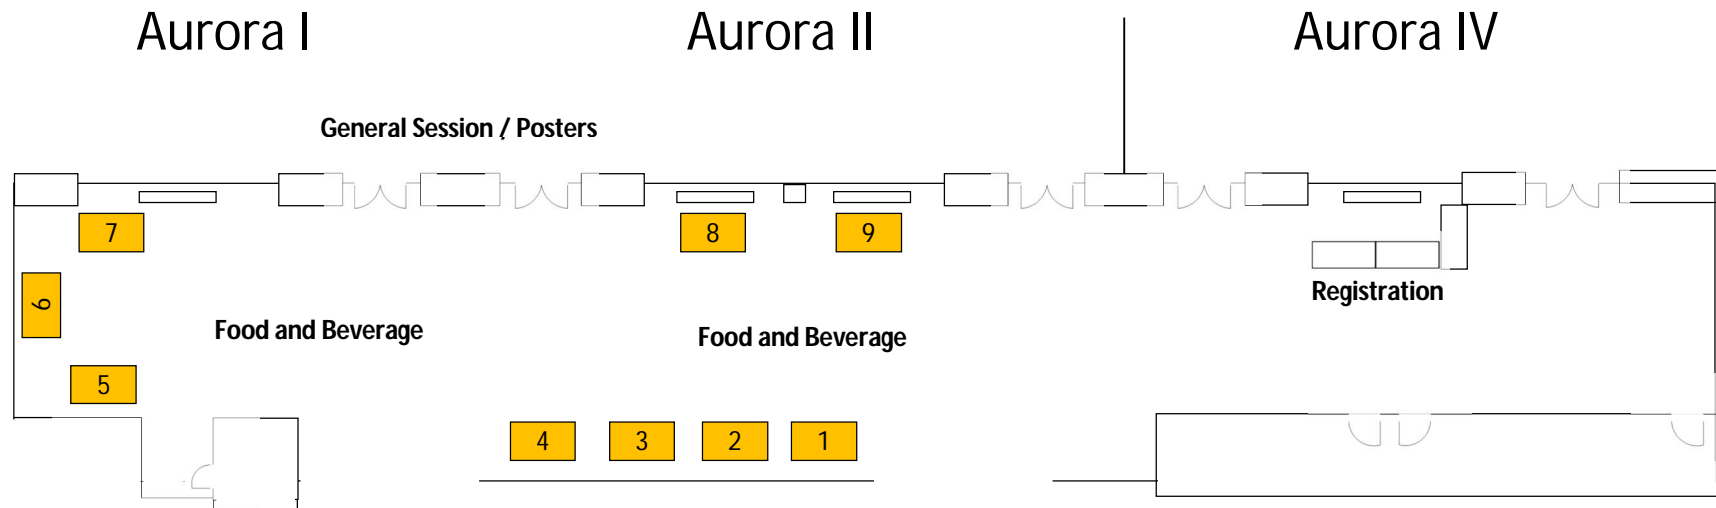 Aurora I
Aurora II
Aurora IV
General Session / Posters
7
8
9
6
Registration
Food and Beverage
Food and Beverage
5
4
3
2
1